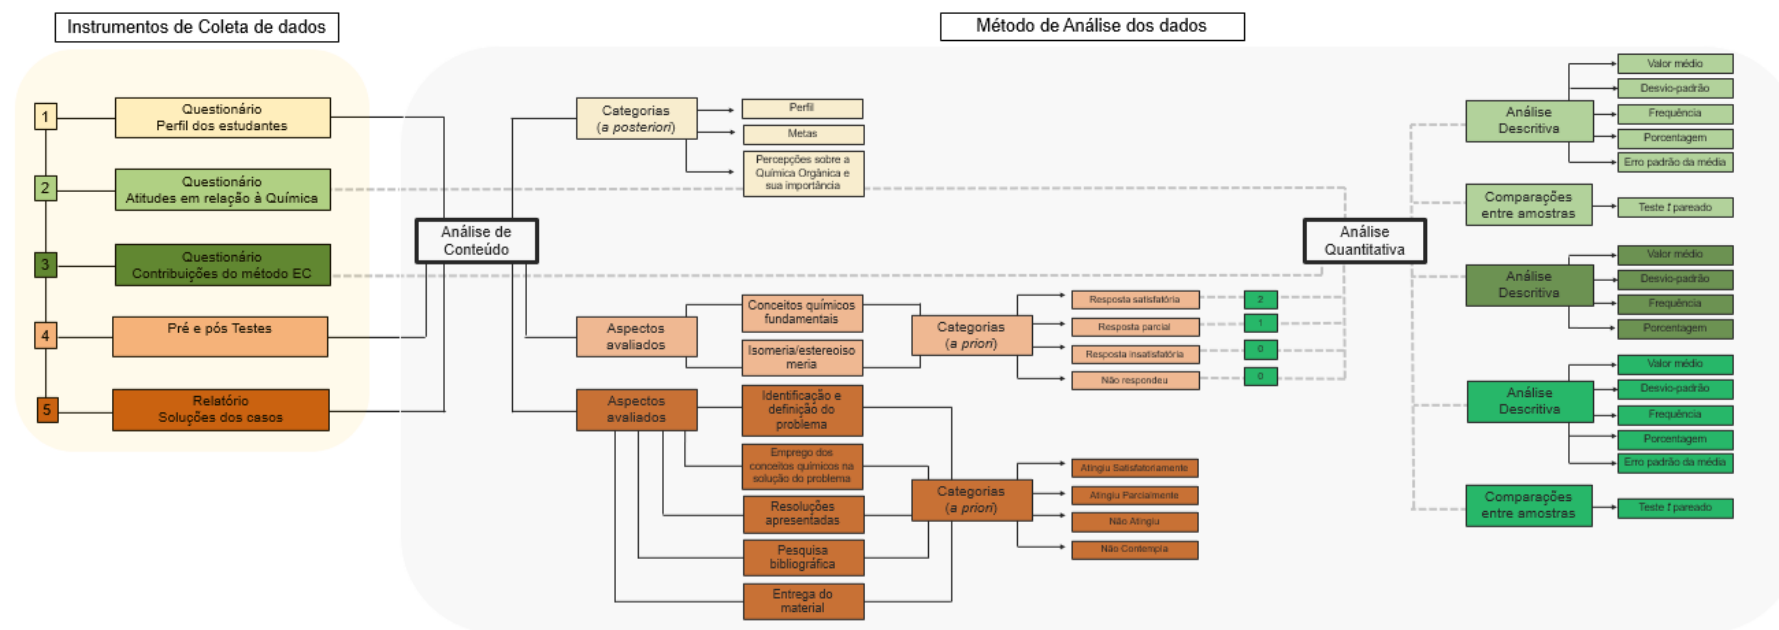 Instrumentos de Coleta de dados
Método de Análise dos dados
1
Questionário
Perfil dos estudantes
2
Questionário
Atitudes em relação à Química
3
Questionário
Contribuições do método EC
4
Pré e pós Testes
5
Relatório
Soluções dos casos
Análise de
Conteúdo
Categorias
(a posteriori)
Perfil
Metas
Percepções sobre a
Química Orgânica e
sua importância
Aspectos
avaliados
Conceitos químicos
fundamentais
Isomeria/estereoiso
meria
Categorias
(a priori)
Resposta satisfatória
2
Resposta parcial
1
Resposta insatisfatória
0
Não respondeu
0
Aspectos
avaliados
Identificação e
definição do
problema
Emprego dos
conceitos químicos na
solução do problema
Resoluções
apresentadas
Pesquisa
bibliográfica
Entrega do
material
Categorias
(a priori)
Atingiu Satisfatoriamente
Atingiu Parcialmente
Não Atingiu
Não Contempla
Análise
Quantitativa
Análise
Descritiva
Valor médio
Desvio-padrão
Frequência
Porcentagem
Erro padrão da média
Comparações
entre amostras
Teste t pareado
Análise
Descritiva
Valor médio
Desvio-padrão
Frequência
Porcentagem
Análise
Descritiva
Valor médio
Desvio-padrão
Frequência
Porcentagem
Erro padrão da média
Comparações
entre amostras
Teste t pareado